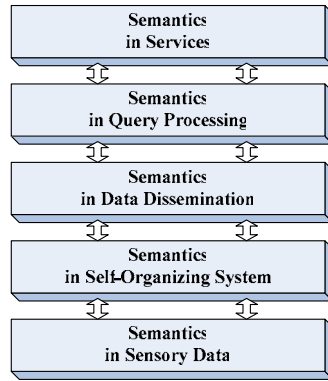 Semantics
in Services
Semantics
in Query Processing
Semantics
in Data Dissemination
Semantics
in Self-Organizing System
Semantics
in Sensory Data